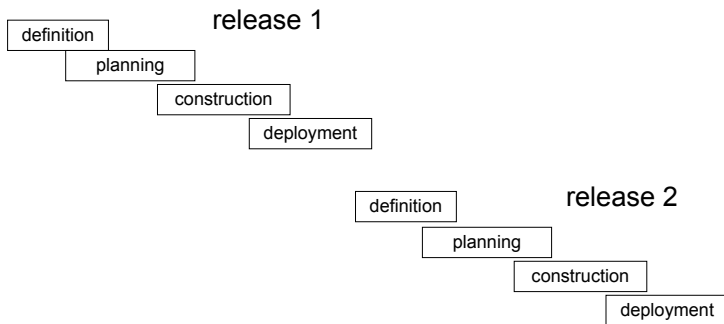 release 1
definition
planning
construction
deployment
release 2
definition
planning
construction
deployment